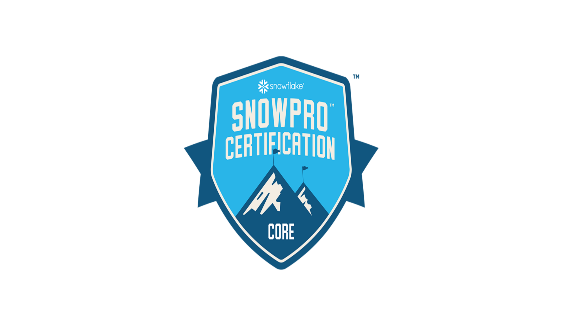 snowflake®
SNOWPRO™
CERTIFICATION
CORE
™